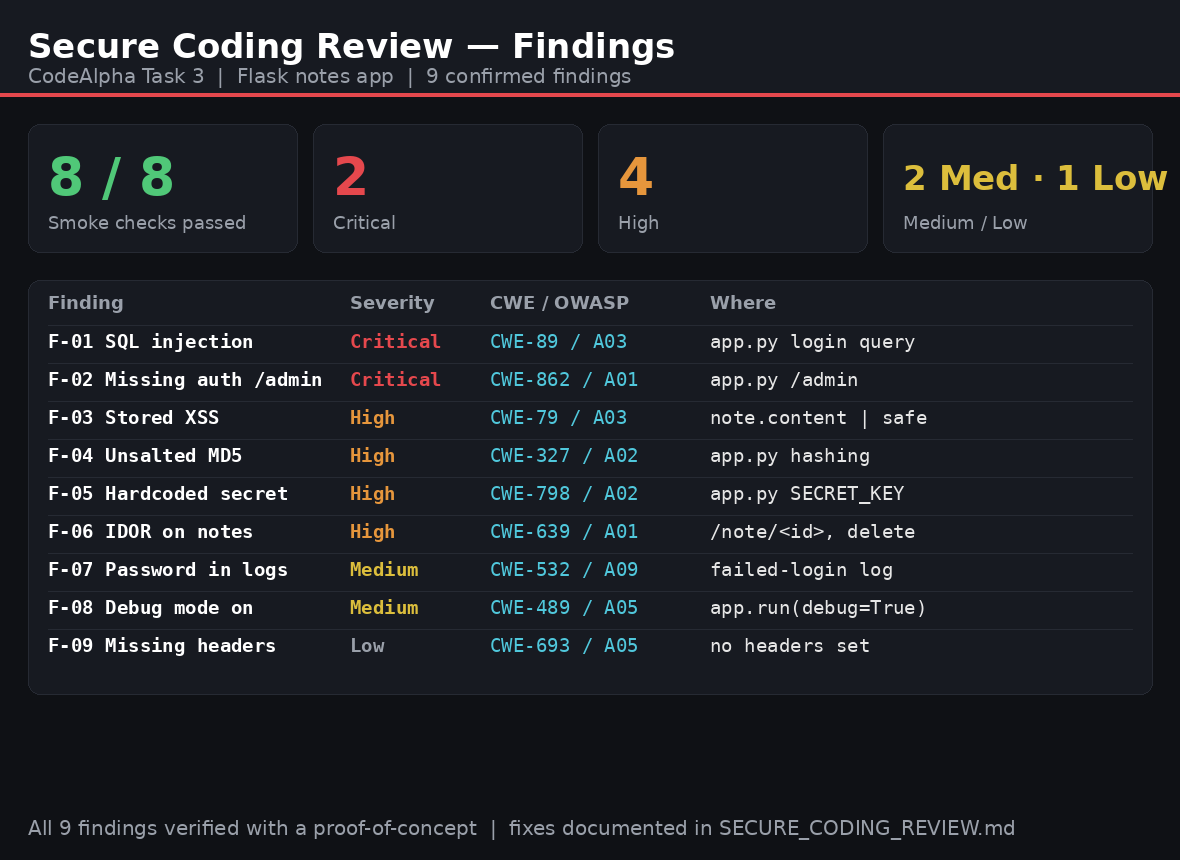 Secure Coding Review — Findings
CodeAlpha Task 3 | Flask notes app | 9 confirmed findings
8 / 8
Smoke checks passed
2
Critical
4
High
2 Med · 1 Low
Medium / Low
Finding Severity CWE / OWASP Where
F-01 SQL injection Critical CWE-89 / A03 app.py login query
F-02 Missing auth /admin Critical CWE-862 / A01 app.py /admin
F-03 Stored XSS High CWE-79 / A03 note.content | safe
F-04 Unsalted MD5 High CWE-327 / A02 app.py hashing
F-05 Hardcoded secret High CWE-798 / A02 app.py SECRET_KEY
F-06 IDOR on notes High CWE-639 / A01 /note/<id>, delete
F-07 Password in logs Medium CWE-532 / A09 failed-login log
F-08 Debug mode on Medium CWE-489 / A05 app.run(debug=True)
F-09 Missing headers Low CWE-693 / A05 no headers set
All 9 findings verified with a proof-of-concept | fixes documented in SECURE_CODING_REVIEW.md